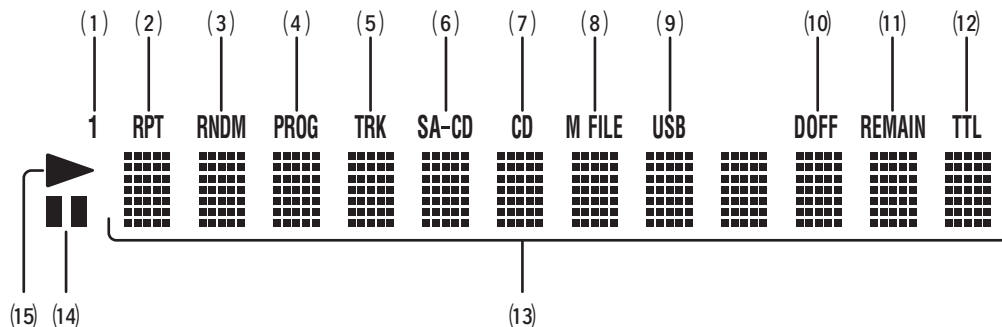 (1) (2) (3) (4) (5) (6) (7) (8) (9) (10) (11) (12)
1 RPT RNDM PROG TRK SA-CD CD M FILE USB DOFF REMAIN TTL
(15) (14) (13)